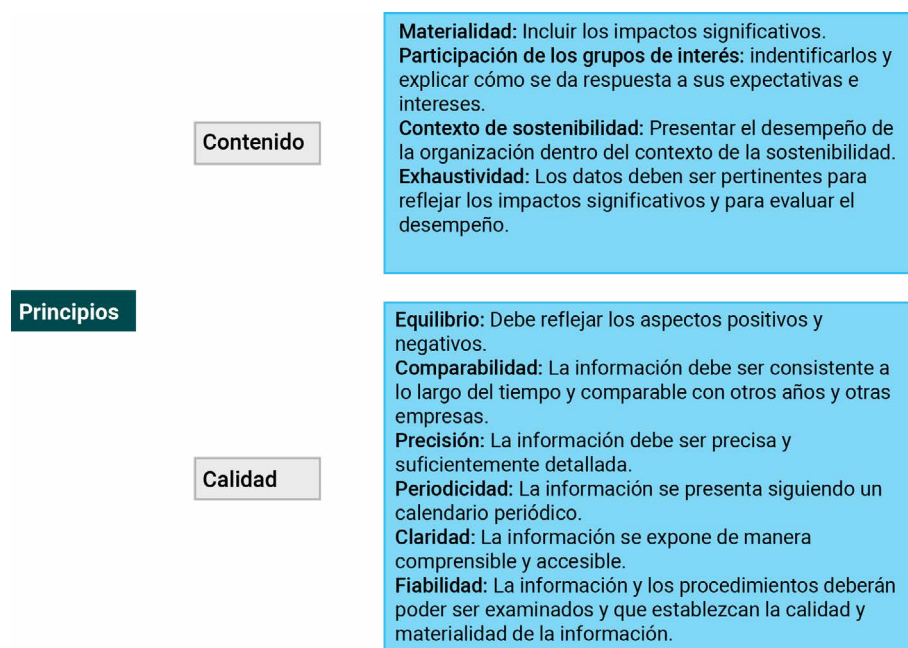 Principios
Contenido
Materialidad: Incluir los impactos significativos.
Participación de los grupos de interés: indentificarlos y
explicar cómo se da respuesta a sus expectativas e
intereses.
Contexto de sostenibilidad: Presentar el desempeño de
la organización dentro del contexto de la sostenibilidad.
Exhaustividad: Los datos deben ser pertinentes para
reflejar los impactos significativos y para evaluar el
desempeño.
Calidad
Equilibrio: Debe reflejar los aspectos positivos y
negativos.
Comparabilidad: La información debe ser consistente a
lo largo del tiempo y comparable con otros años y otras
empresas.
Precisión: La información debe ser precisa y
suficientemente detallada.
Periodicidad: La información se presenta siguiendo un
calendario periódico.
Claridad: La información se expone de manera
comprensible y accesible.
Fiabilidad: La información y los procedimientos deberán
poder ser examinados y que establezcan la calidad y
materialidad de la información.